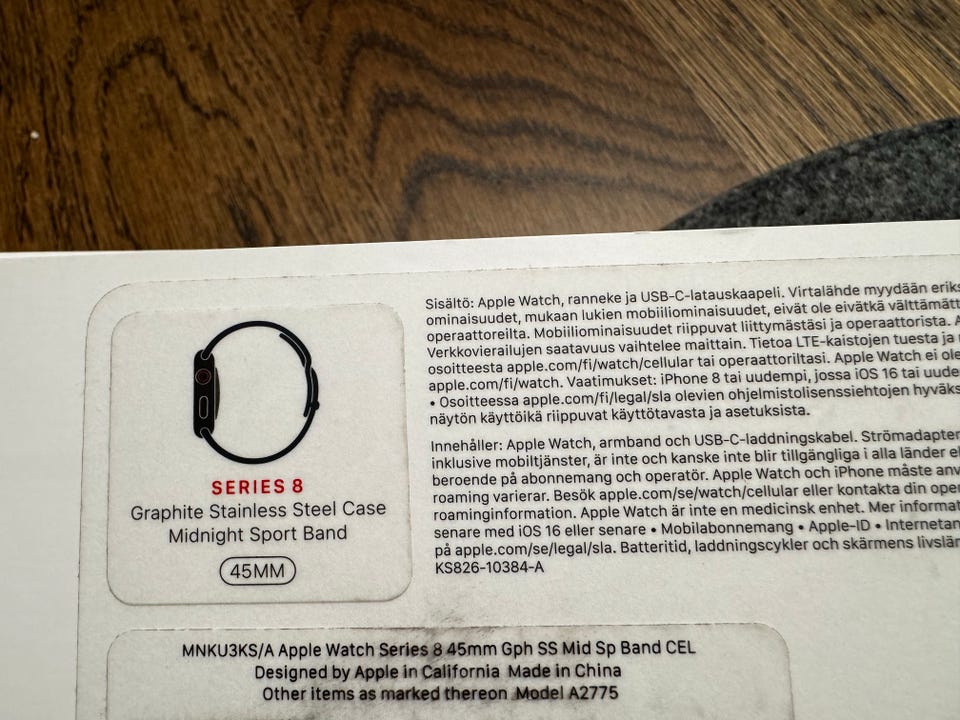 SERIES 8
Graphite Stainless Steel Case
Midnight Sport Band
45MM
Sisältö: Apple Watch, ranneke ja USB-C-latauskaapeli. Virtalähde myydään eriks
ominaisuudet, mukaan lukien mobiiliominaisuudet, eivät ole eivätkä välttämätt
operaattoreilta. Mobiiliominaisuudet riippuvat liittymästäsi ja operaattorista. A
Verkkovierailujen saatavuus vaihtelee maittain. Tietoa LTE-kaistojen tuesta ja
osoitteesta apple.com/fi/watch/cellular tai operaattoriltasi. Apple Watch ei ole
apple.com/fi/watch. Vaatimukset: iPhone 8 tai uudempi, jossa iOS 16 tai uude
• Osoitteessa apple.com/fi/legal/sla olevien ohjelmistolisenssiehtojen hyväks
näytön käyttöikä riippuvat käyttötavasta ja asetuksista.
Innehåller: Apple Watch, armband och USB-C-laddningskabel. Strömadapter
inklusive mobiltjänster, är inte och kanske inte blir tillgängliga i alla länder el
beroende på abonnemang och operatör. Apple Watch och iPhone måste anv
roaming varierar. Besök apple.com/se/watch/cellular eller kontakta din oper
roaminginformation. Apple Watch är inte en medicinsk enhet. Mer informat
senare med iOS 16 eller senare • Mobilabonnemang • Apple-ID • Internetan
på apple.com/se/legal/sla. Batteritid, laddningscykler och skärmens livslän
KS826-10384-A
MNKU3KS/A Apple Watch Series 8 45mm Gph SS Mid Sp Band CEL
Designed by Apple in California Made in China
Other items as marked thereon Model A2775